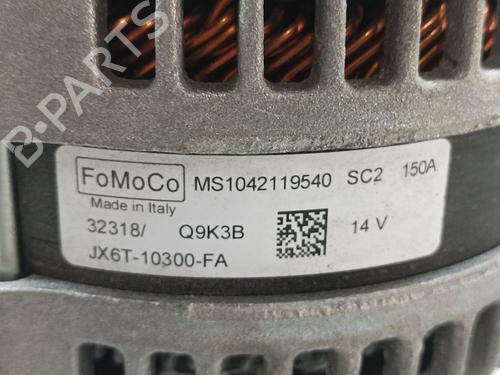 B-PARTS
FoMoCo MS1042119540 SC2 150A
Made in Italy
32318/ Q9K3B 14 V
JX6T-10300-FA